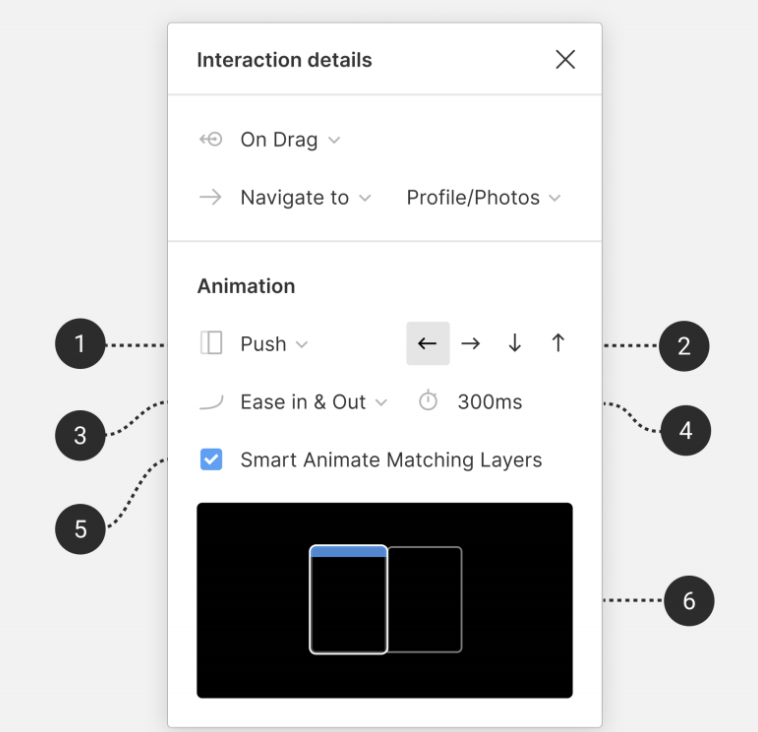 Interaction details
On Drag
Navigate to Profile/Photos
Animation
1 Push 2
3 Ease in & Out 300ms 4
5 Smart Animate Matching Layers
6